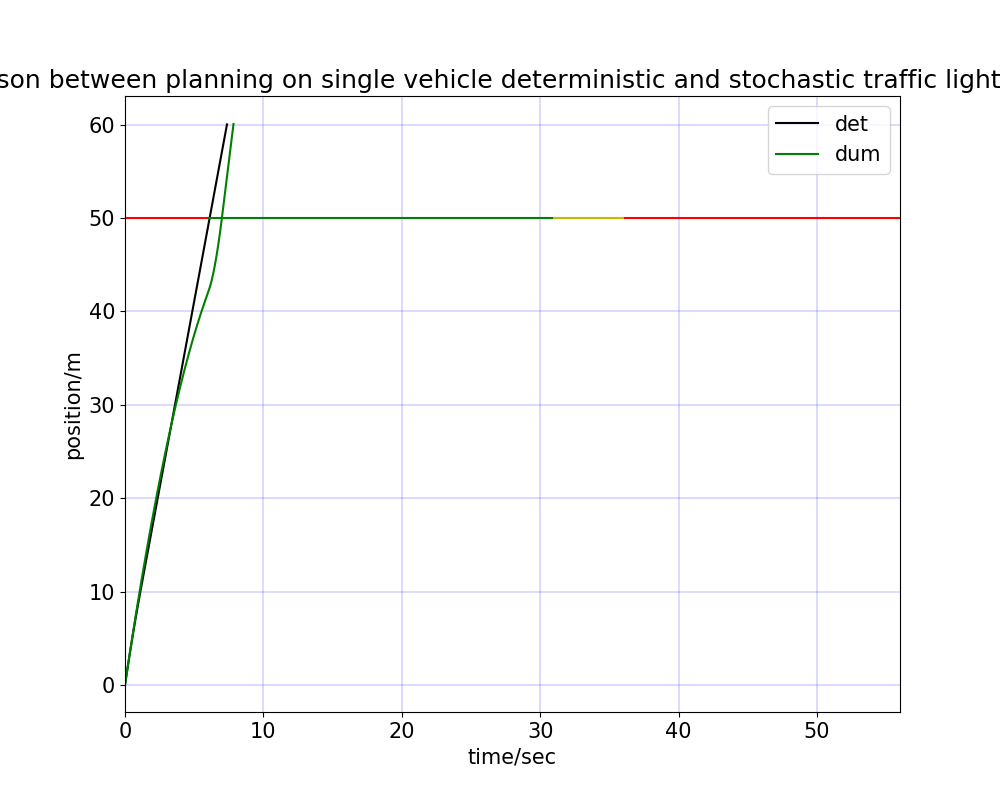 son between planning on single vehicle deterministic and stochastic traffic light
det
dum
60
50
40
30
20
10
0
position/m
0 10 20 30 40 50
time/sec